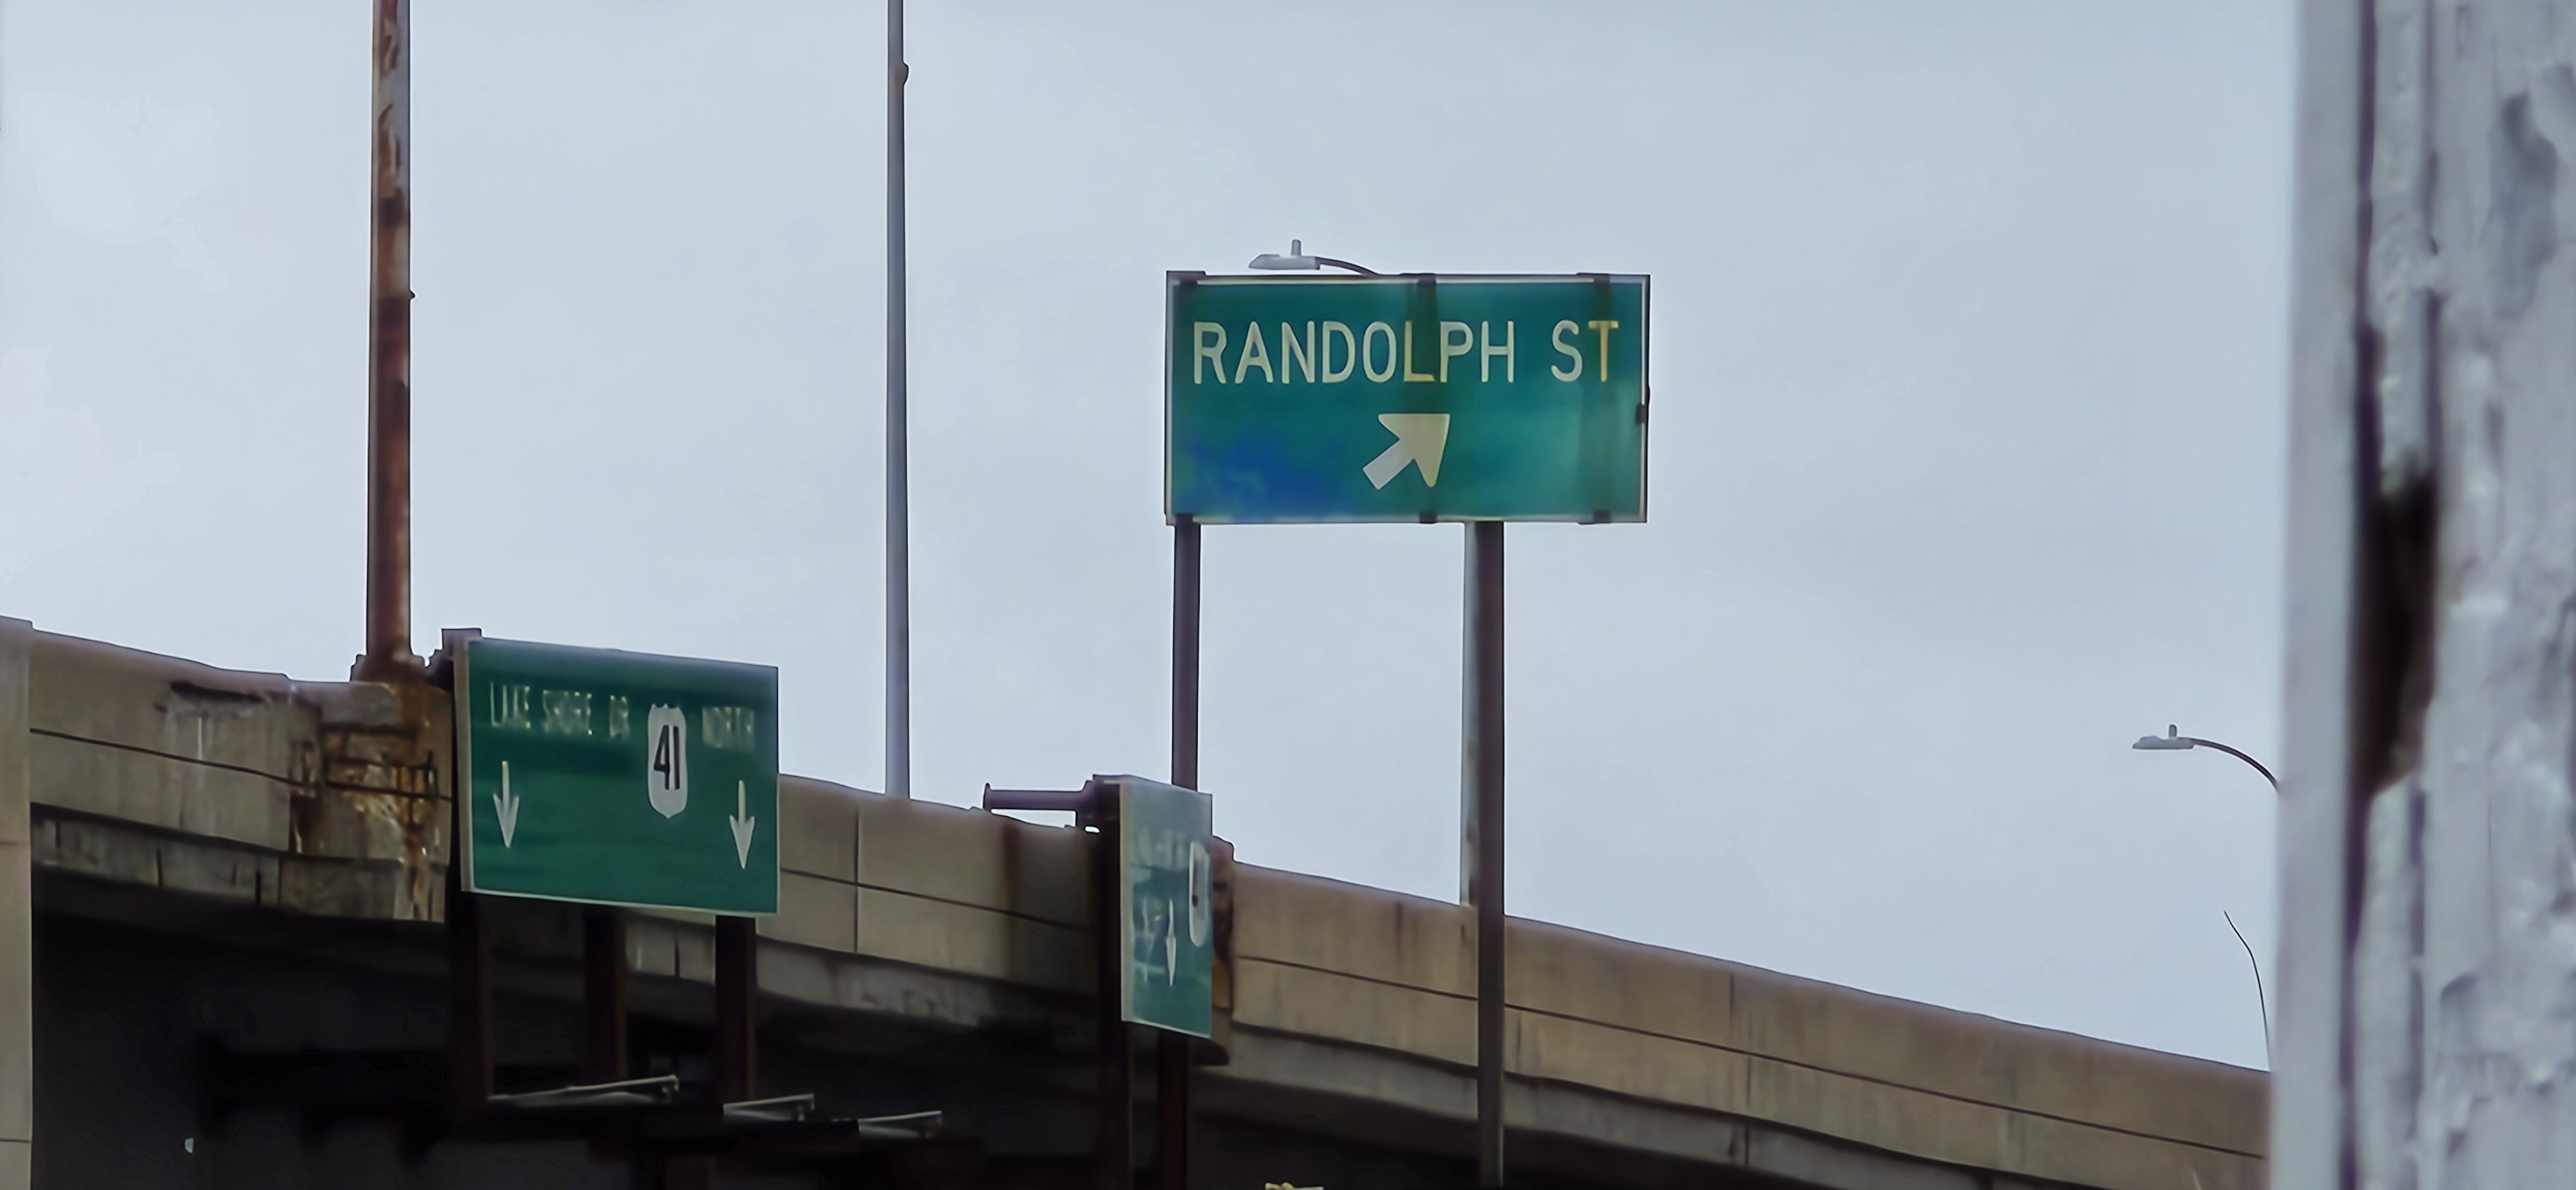 RANDOLPH ST
LAKE SHORE DR
41
NORTH